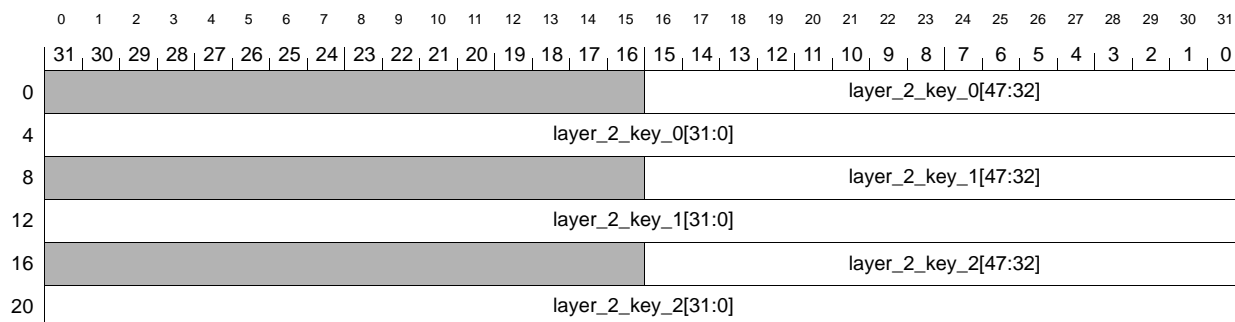 0 1 2 3 4 5 6 7 8 9 10 11 12 13 14 15 16 17 18 19 20 21 22 23 24 25 26 27 28 29 30 31
31 30 29 28 27 26 25 24 23 22 21 20 19 18 17 16 15 14 13 12 11 10 9 8 7 6 5 4 3 2 1 0
0 layer_2_key_0[47:32]
4 layer_2_key_0[31:0]
8 layer_2_key_1[47:32]
12 layer_2_key_1[31:0]
16 layer_2_key_2[47:32]
20 layer_2_key_2[31:0]